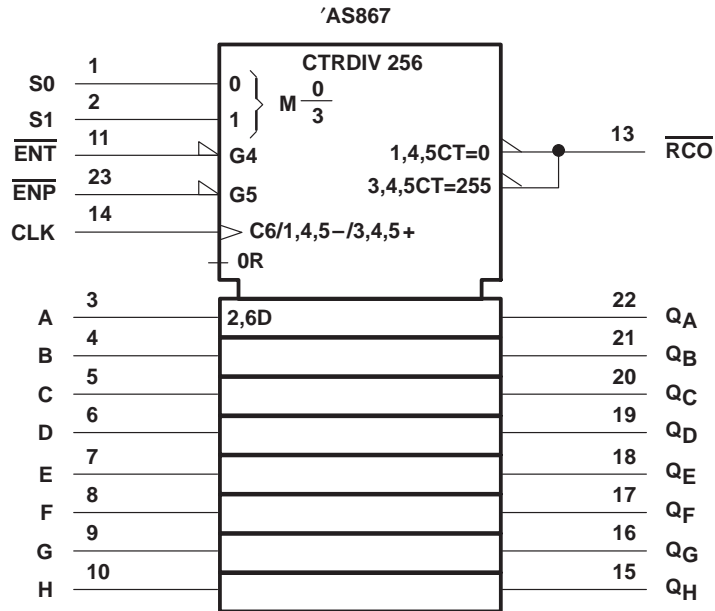 ′AS867
CTRDIV 256
S0 1 0
M 0/3
S1 2 1
ENT 11 G4
1,4,5CT=0 13 RCO
ENP 23 G5
3,4,5CT=255
CLK 14 C6/1,4,5−/3,4,5+
0R
A 3 2,6D 22 QA
B 4 21 QB
C 5 20 QC
D 6 19 QD
E 7 18 QE
F 8 17 QF
G 9 16 QG
H 10 15 QH